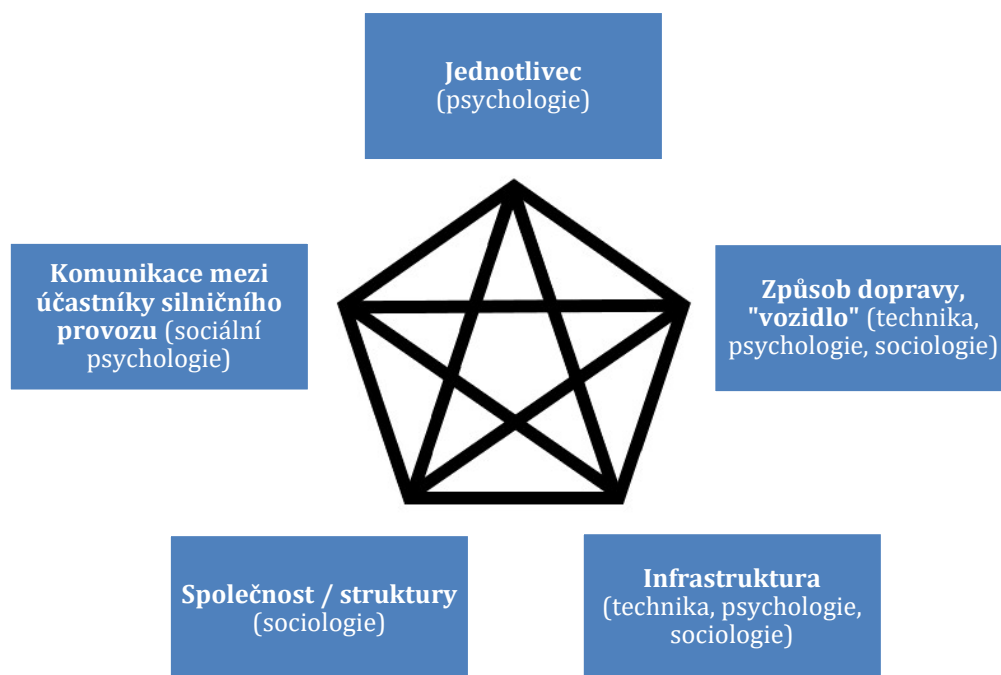 Jednotlivec
(psychologie)
Komunikace mezi
účastníky silničního
provozu (sociální
psychologie)
Způsob dopravy,
"vozidlo" (technika,
psychologie, sociologie)
Společnost / struktury
(sociologie)
Infrastruktura
(technika, psychologie,
sociologie)